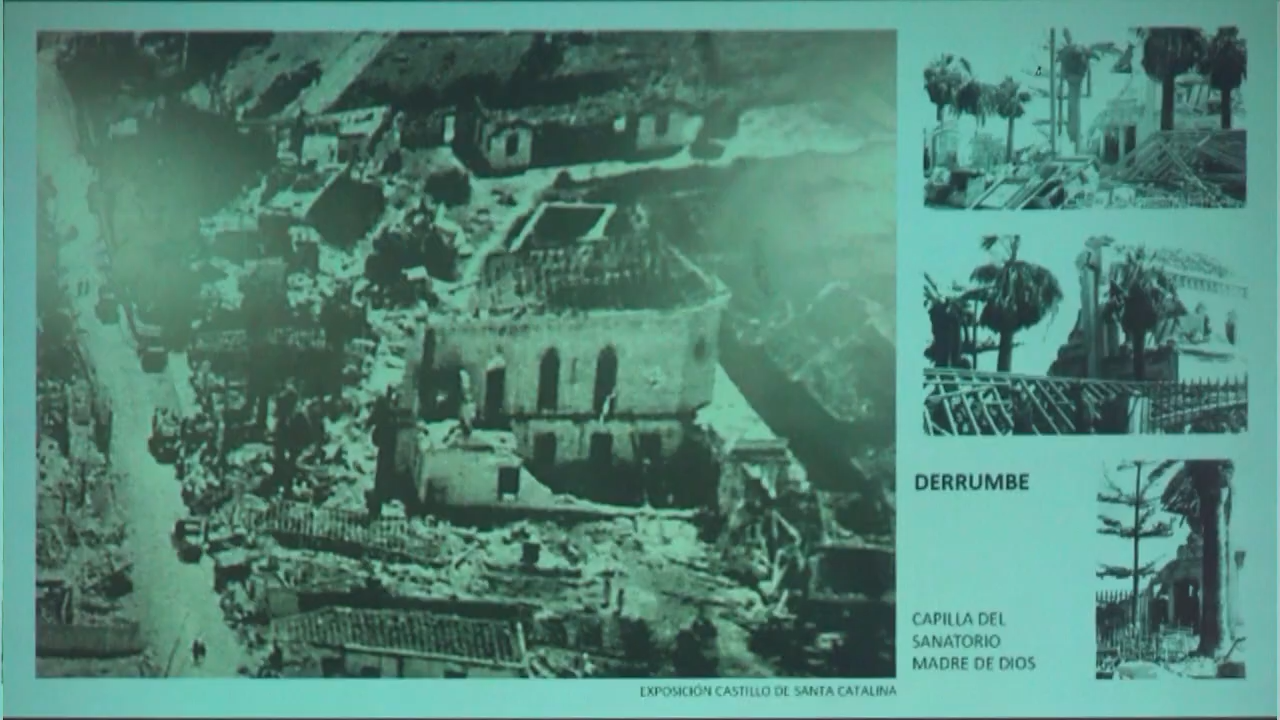 DERRUMBE
CAPILLA DEL
SANATORIO
MADRE DE DIOS
EXPOSICIÓN CASTILLO DE SANTA CATALINA